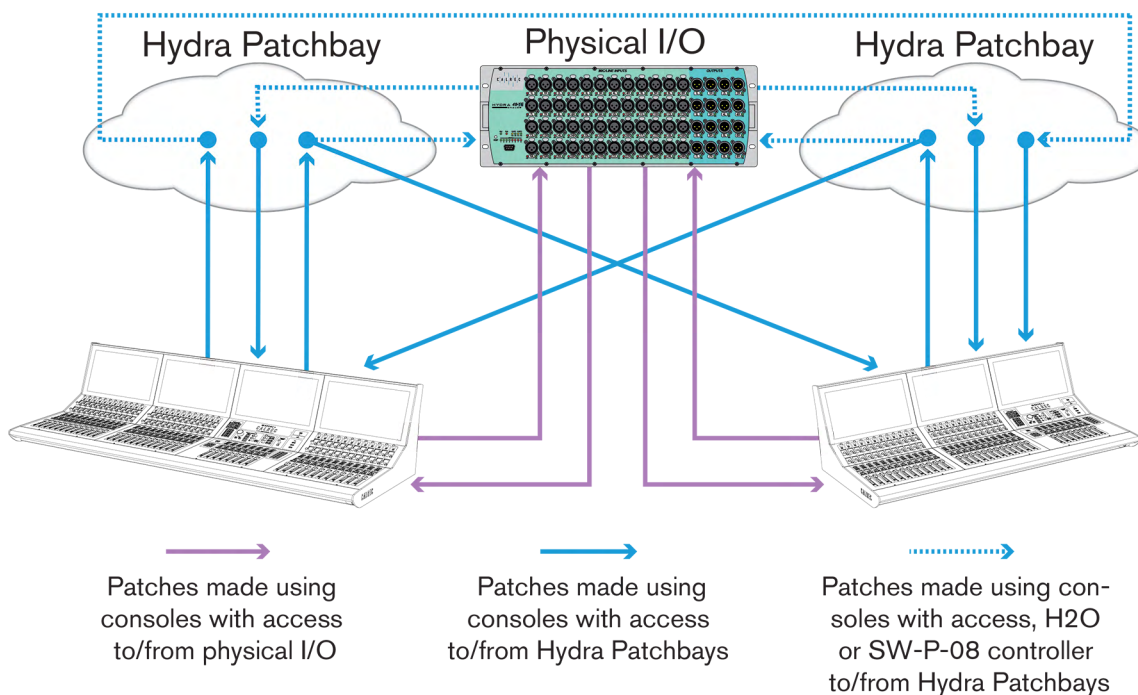 Hydra Patchbay
Physical I/O
Hydra Patchbay
Patches made using
consoles with access
to/from physical I/O
Patches made using
consoles with access
to/from Hydra Patchbays
Patches made using con-
soles with access, H2O
or SW-P-08 controller
to/from Hydra Patchbays